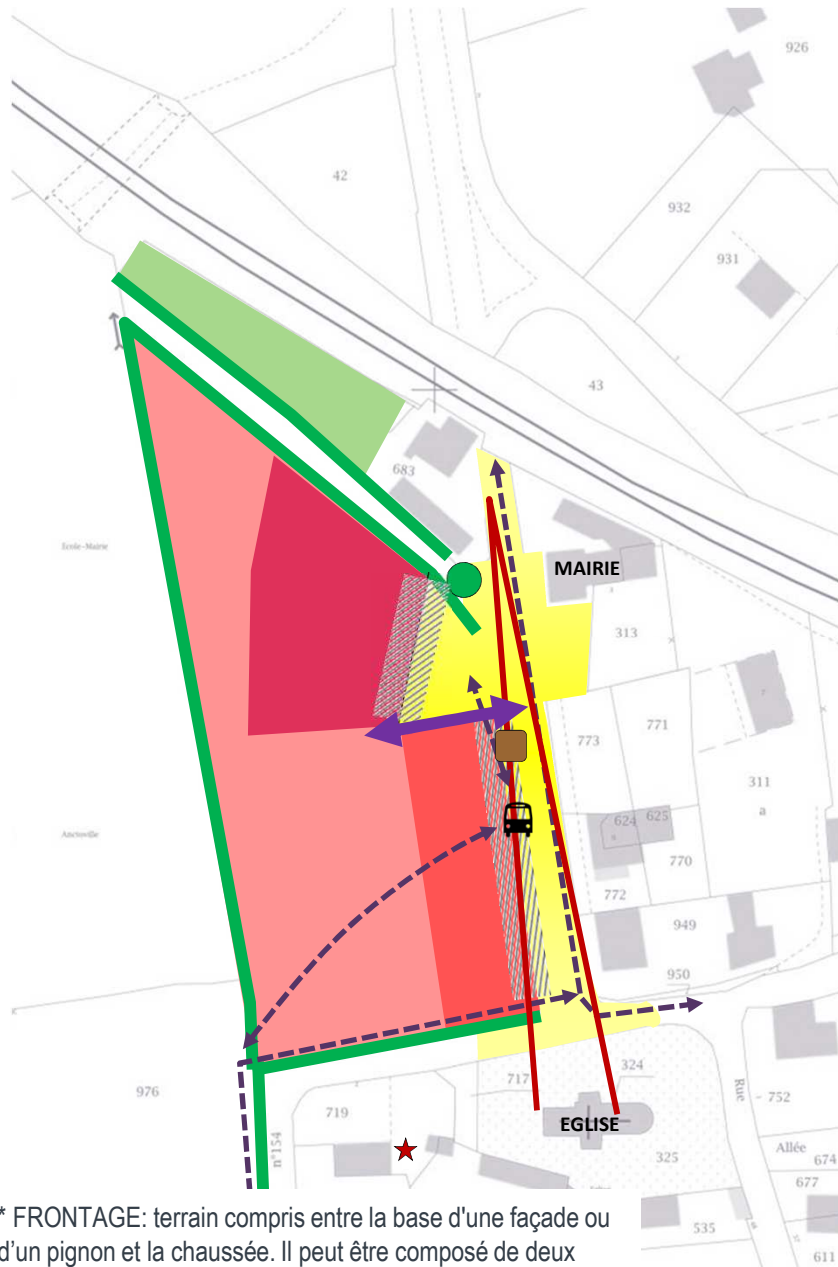 926
42
932
931
43
683
Ecole-Mairie
MAIRIE
313
771
773
311
a
624 625
Anctoville
770
772
949
950
976
717
324
Rue
752
719
EGLISE
n°154
325
Allée
674
677
535
611
* FRONTAGE: terrain compris entre la base d'une façade ou
d'un pignon et la chaussée. Il peut être composé de deux